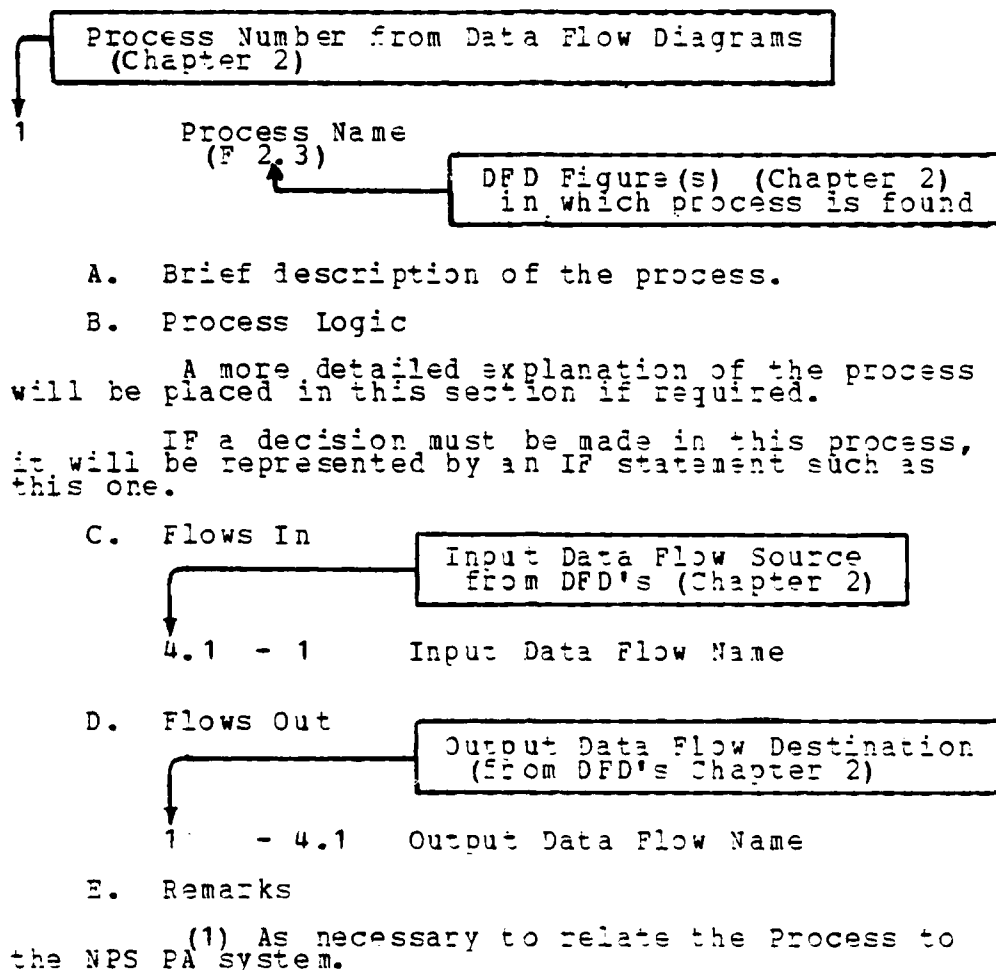 Process Number from Data Flow Diagrams
(Chapter 2)
1 Process Name
(F 2.3)
DFD Figure(s) (Chapter 2)
in which process is found
A. Brief description of the process.
B. Process Logic
A more detailed explanation of the process
will be placed in this section if required.
IF a decision must be made in this process,
it will be represented by an IF statement such as
this one.
C. Flows In
Input Data Flow Source
from DFD's (Chapter 2)
4.1 - 1 Input Data Flow Name
D. Flows Out
Output Data Flow Destination
(from DFD's Chapter 2)
1 - 4.1 Output Data Flow Name
E. Remarks
(1) As necessary to relate the Process to
the NPS PA system.